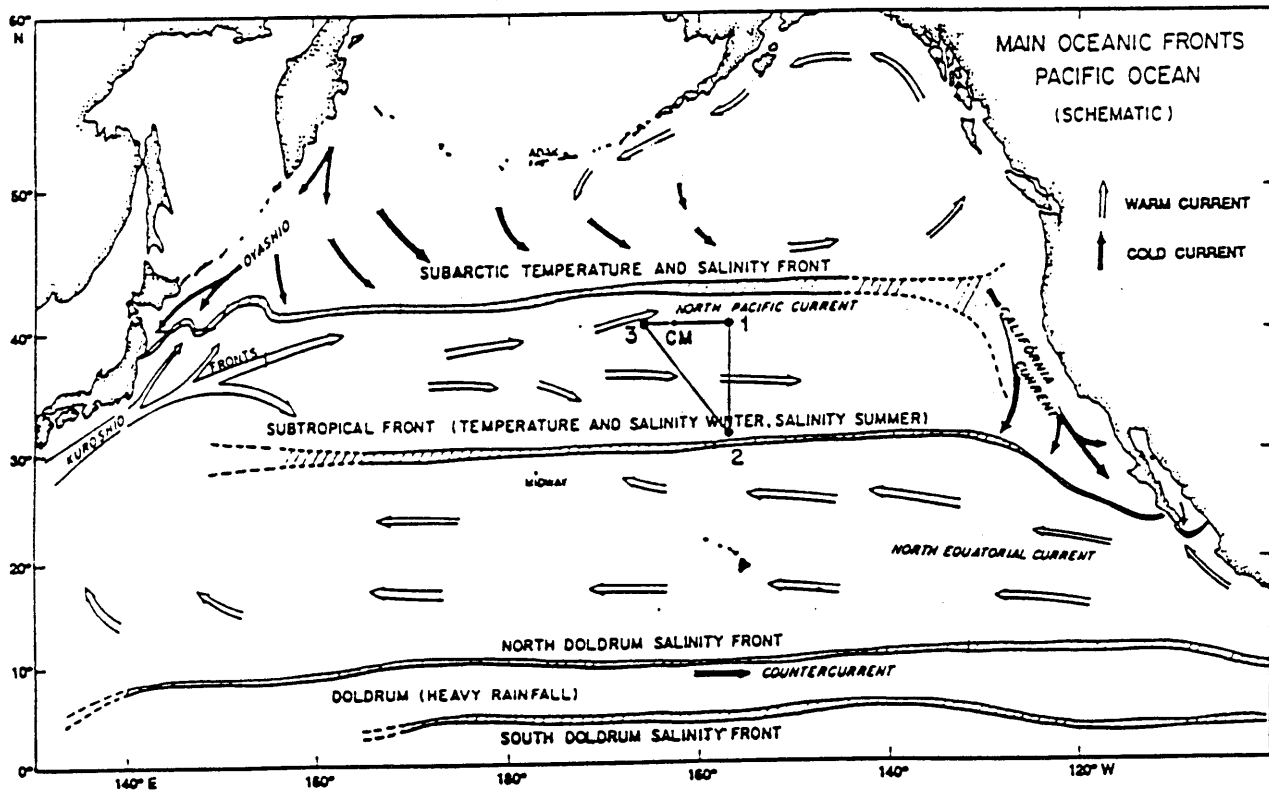 60°
N
MAIN OCEANIC FRONTS
PACIFIC OCEAN
(SCHEMATIC)
ADAK
50°
WARM CURRENT
OYASHIO
COLD CURRENT
SUBARCTIC TEMPERATURE AND SALINITY FRONT
NORTH PACIFIC CURRENT
3
CM
1
40°
CALIFORNIA
CURRENT
FRONTS
KUROSHIO
SUBTROPICAL FRONT (TEMPERATURE AND SALINITY WINTER, SALINITY SUMMER)
30°
2
MIDWAY
NORTH EQUATORIAL CURRENT
20°
NORTH DOLDRUM SALINITY FRONT
10°
COUNTERCURRENT
DOLDRUM (HEAVY RAINFALL)
SOUTH DOLDRUM SALINITY FRONT
0°
140° E
160°
180°
160°
140°
120° W